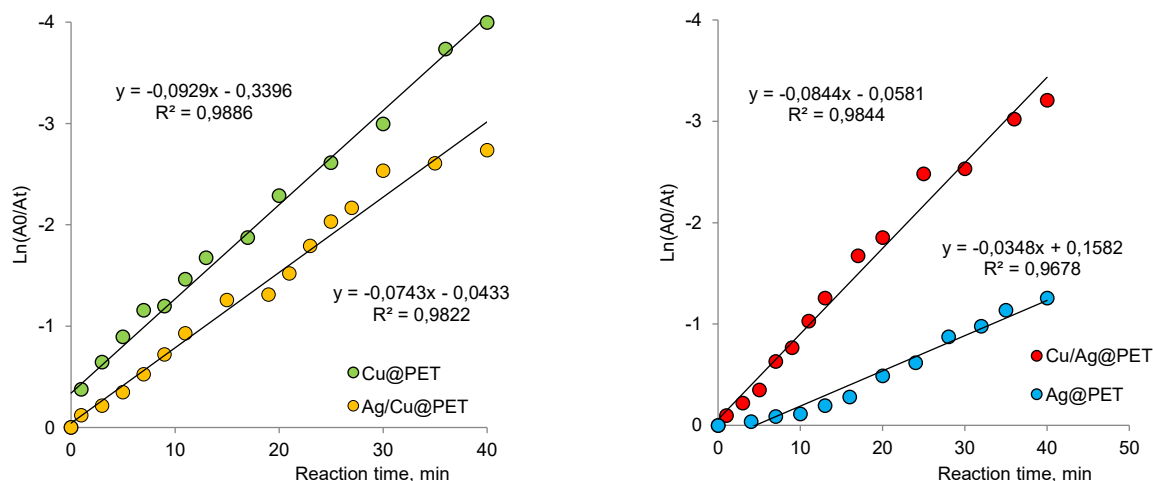 -4
-3
-2
-1
0
Ln(A0/At)
y = -0,0929x - 0,3396
R² = 0,9886
y = -0,0743x - 0,0433
R² = 0,9822
Cu@PET
Ag/Cu@PET
0 10 20 30 40
Reaction time, min
-4
-3
-2
-1
0
Ln(A0/At)
y = -0,0844x - 0,0581
R² = 0,9844
y = -0,0348x + 0,1582
R² = 0,9678
Cu/Ag@PET
Ag@PET
0 10 20 30 40 50
Reaction time, min